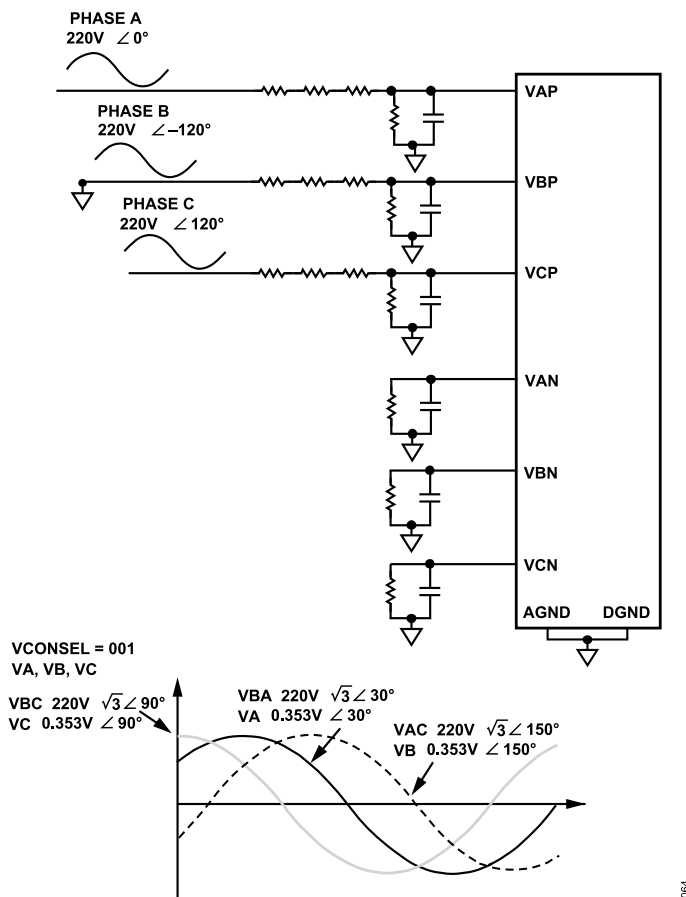 PHASE A
220V ∠0°
PHASE B
220V ∠–120°
PHASE C
220V ∠120°
VAP
VBP
VCP
VAN
VBN
VCN
AGND DGND
VCONSEL = 001
VA, VB, VC
VBC 220V √3∠90°
VC 0.353V ∠90°
VBA 220V √3∠30°
VA 0.353V ∠30°
VAC 220V √3∠150°
VB 0.353V ∠150°
064